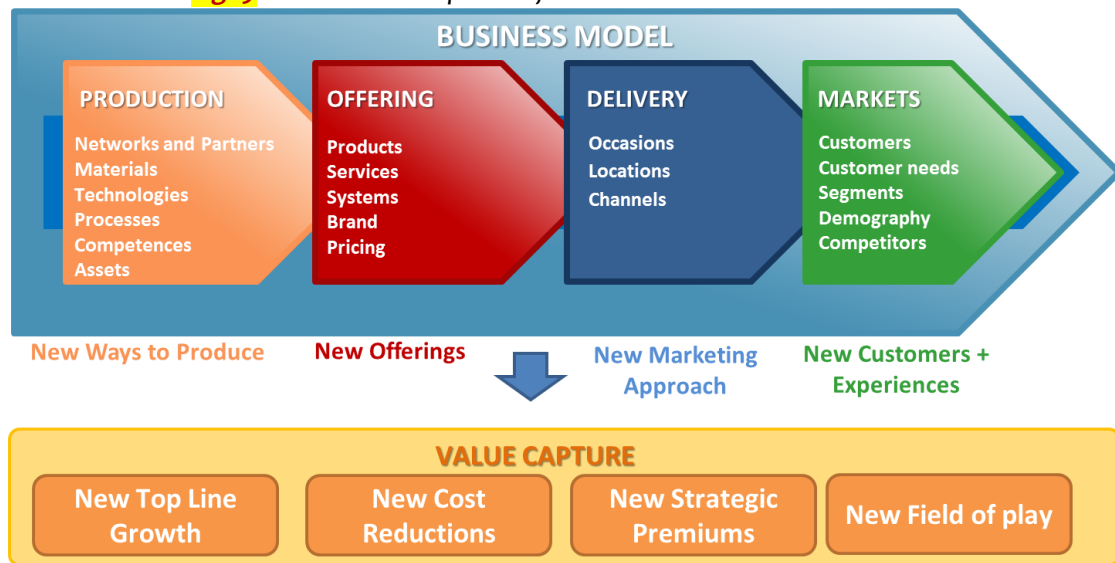 BUSINESS MODEL
PRODUCTION
Networks and Partners
Materials
Technologies
Processes
Competences
Assets
OFFERING
Products
Services
Systems
Brand
Pricing
DELIVERY
Occasions
Locations
Channels
MARKETS
Customers
Customer needs
Segments
Demography
Competitors
New Ways to Produce
New Offerings
New Marketing
Approach
New Customers +
Experiences
VALUE CAPTURE
New Top Line
Growth
New Cost
Reductions
New Strategic
Premiums
New Field of play